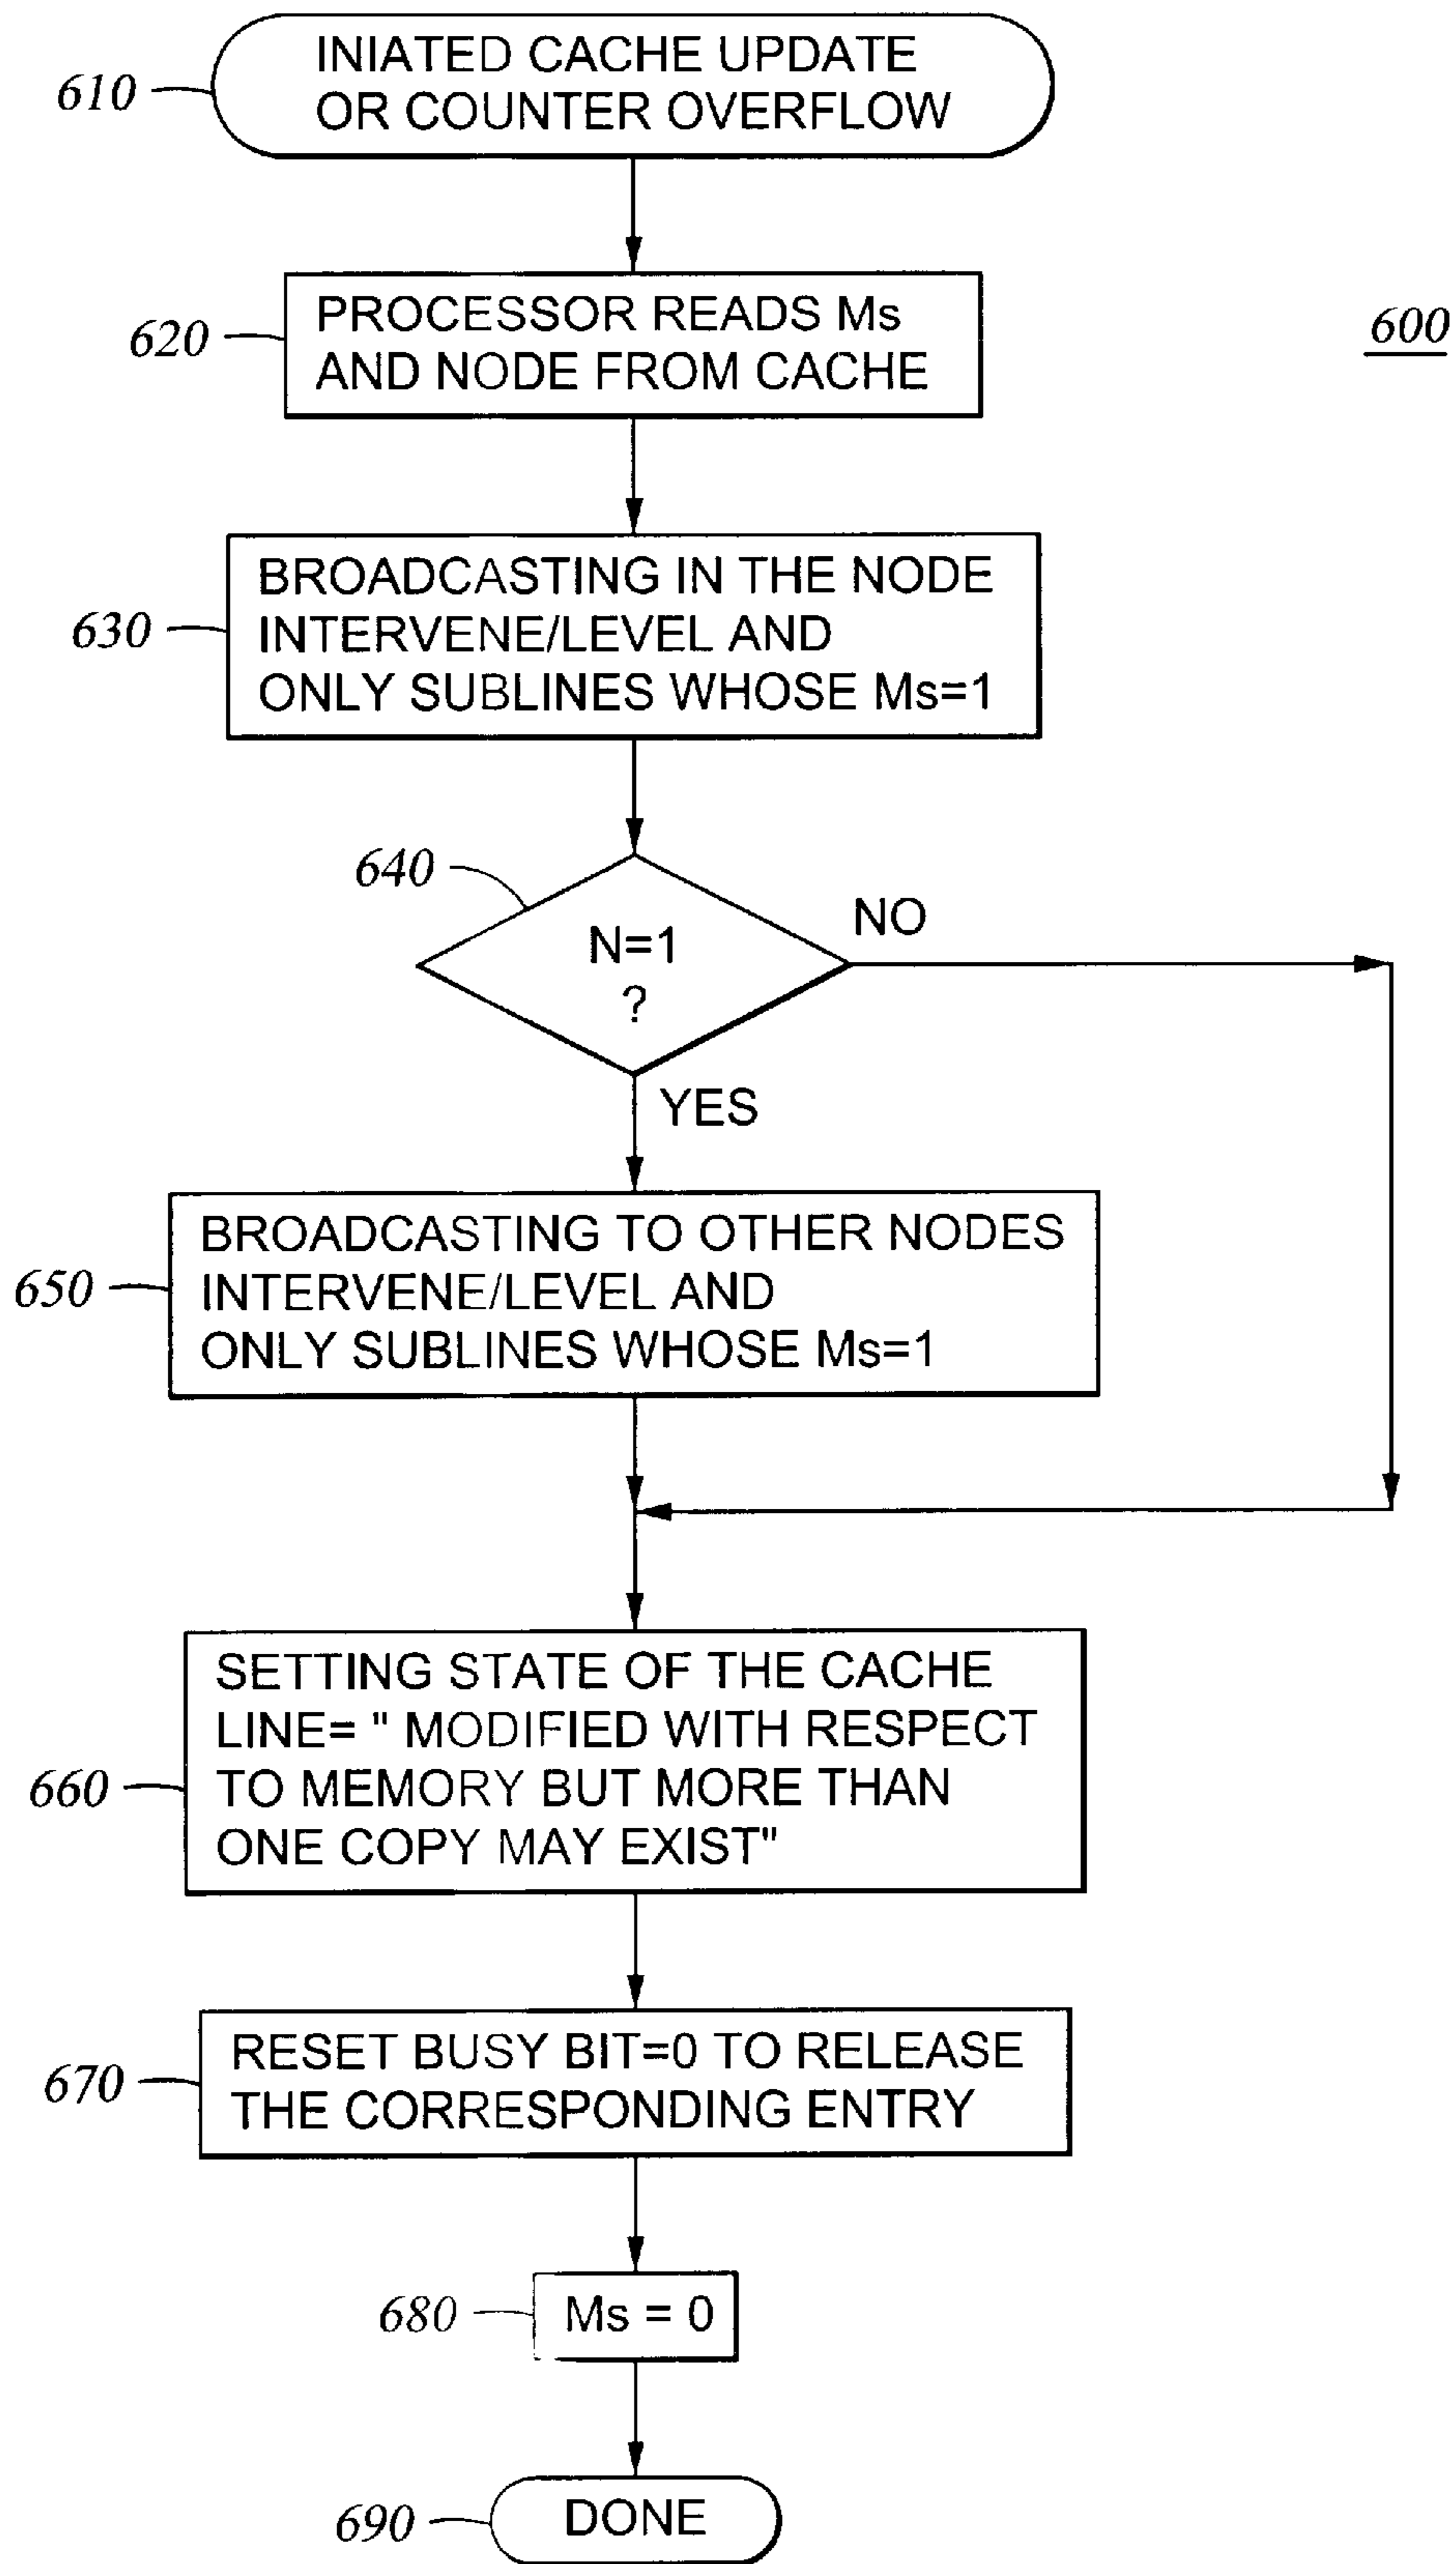 INIATED CACHE UPDATE
OR COUNTER OVERFLOW
610
PROCESSOR READS Ms
AND NODE FROM CACHE
620
600
BROADCASTING IN THE NODE
INTERVENE/LEVEL AND
ONLY SUBLINES WHOSE Ms=1
630
640
N=1
?
NO
YES
BROADCASTING TO OTHER NODES
INTERVENE/LEVEL AND
ONLY SUBLINES WHOSE Ms=1
650
SETTING STATE OF THE CACHE
LINE= " MODIFIED WITH RESPECT
TO MEMORY BUT MORE THAN
ONE COPY MAY EXIST"
660
RESET BUSY BIT=0 TO RELEASE
THE CORRESPONDING ENTRY
670
680
Ms = 0
690
DONE